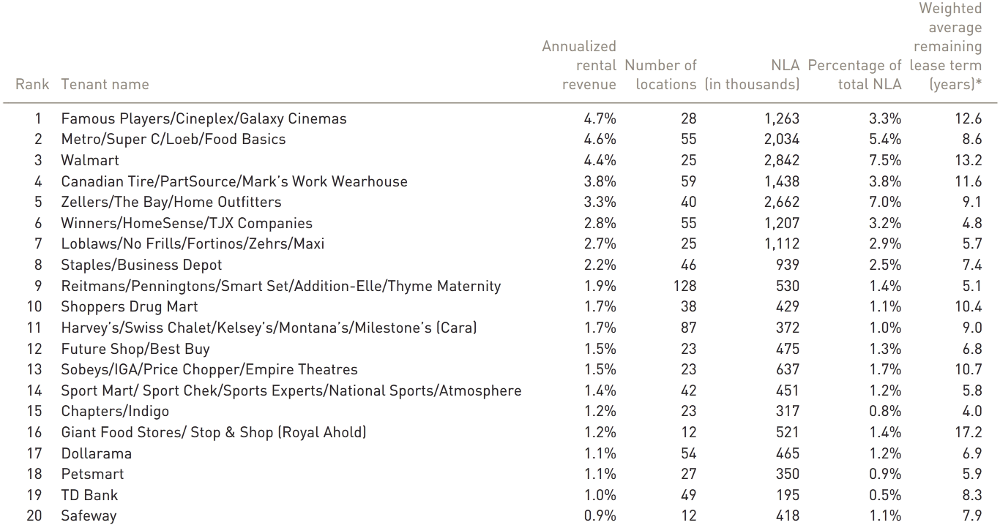 Weighted
average
Annualized remaining
rental Number of NLA Percentage of lease term
Rank Tenant name revenue locations (in thousands) total NLA (years)*
1 Famous Players/Cineplex/Galaxy Cinemas 4.7% 28 1,263 3.3% 12.6
2 Metro/Super C/Loeb/Food Basics 4.6% 55 2,034 5.4% 8.6
3 Walmart 4.4% 25 2,842 7.5% 13.2
4 Canadian Tire/PartSource/Mark’s Work Wearhouse 3.8% 59 1,438 3.8% 11.6
5 Zellers/The Bay/Home Outfitters 3.3% 40 2,662 7.0% 9.1
6 Winners/HomeSense/TJX Companies 2.8% 55 1,207 3.2% 4.8
7 Loblaws/No Frills/Fortinos/Zehrs/Maxi 2.7% 25 1,112 2.9% 5.7
8 Staples/Business Depot 2.2% 46 939 2.5% 7.4
9 Reitmans/Penningtons/Smart Set/Addition-Elle/Thyme Maternity 1.9% 128 530 1.4% 5.1
10 Shoppers Drug Mart 1.7% 38 429 1.1% 10.4
11 Harvey’s/Swiss Chalet/Kelsey’s/Montana’s/Milestone’s (Cara) 1.7% 87 372 1.0% 9.0
12 Future Shop/Best Buy 1.5% 23 475 1.3% 6.8
13 Sobeys/IGA/Price Chopper/Empire Theatres 1.5% 23 637 1.7% 10.7
14 Sport Mart/ Sport Chek/Sports Experts/National Sports/Atmosphere 1.4% 42 451 1.2% 5.8
15 Chapters/Indigo 1.2% 23 317 0.8% 4.0
16 Giant Food Stores/ Stop & Shop (Royal Ahold) 1.2% 12 521 1.4% 17.2
17 Dollarama 1.1% 54 465 1.2% 6.9
18 Petsmart 1.1% 27 350 0.9% 5.9
19 TD Bank 1.0% 49 195 0.5% 8.3
20 Safeway 0.9% 12 418 1.1% 7.9